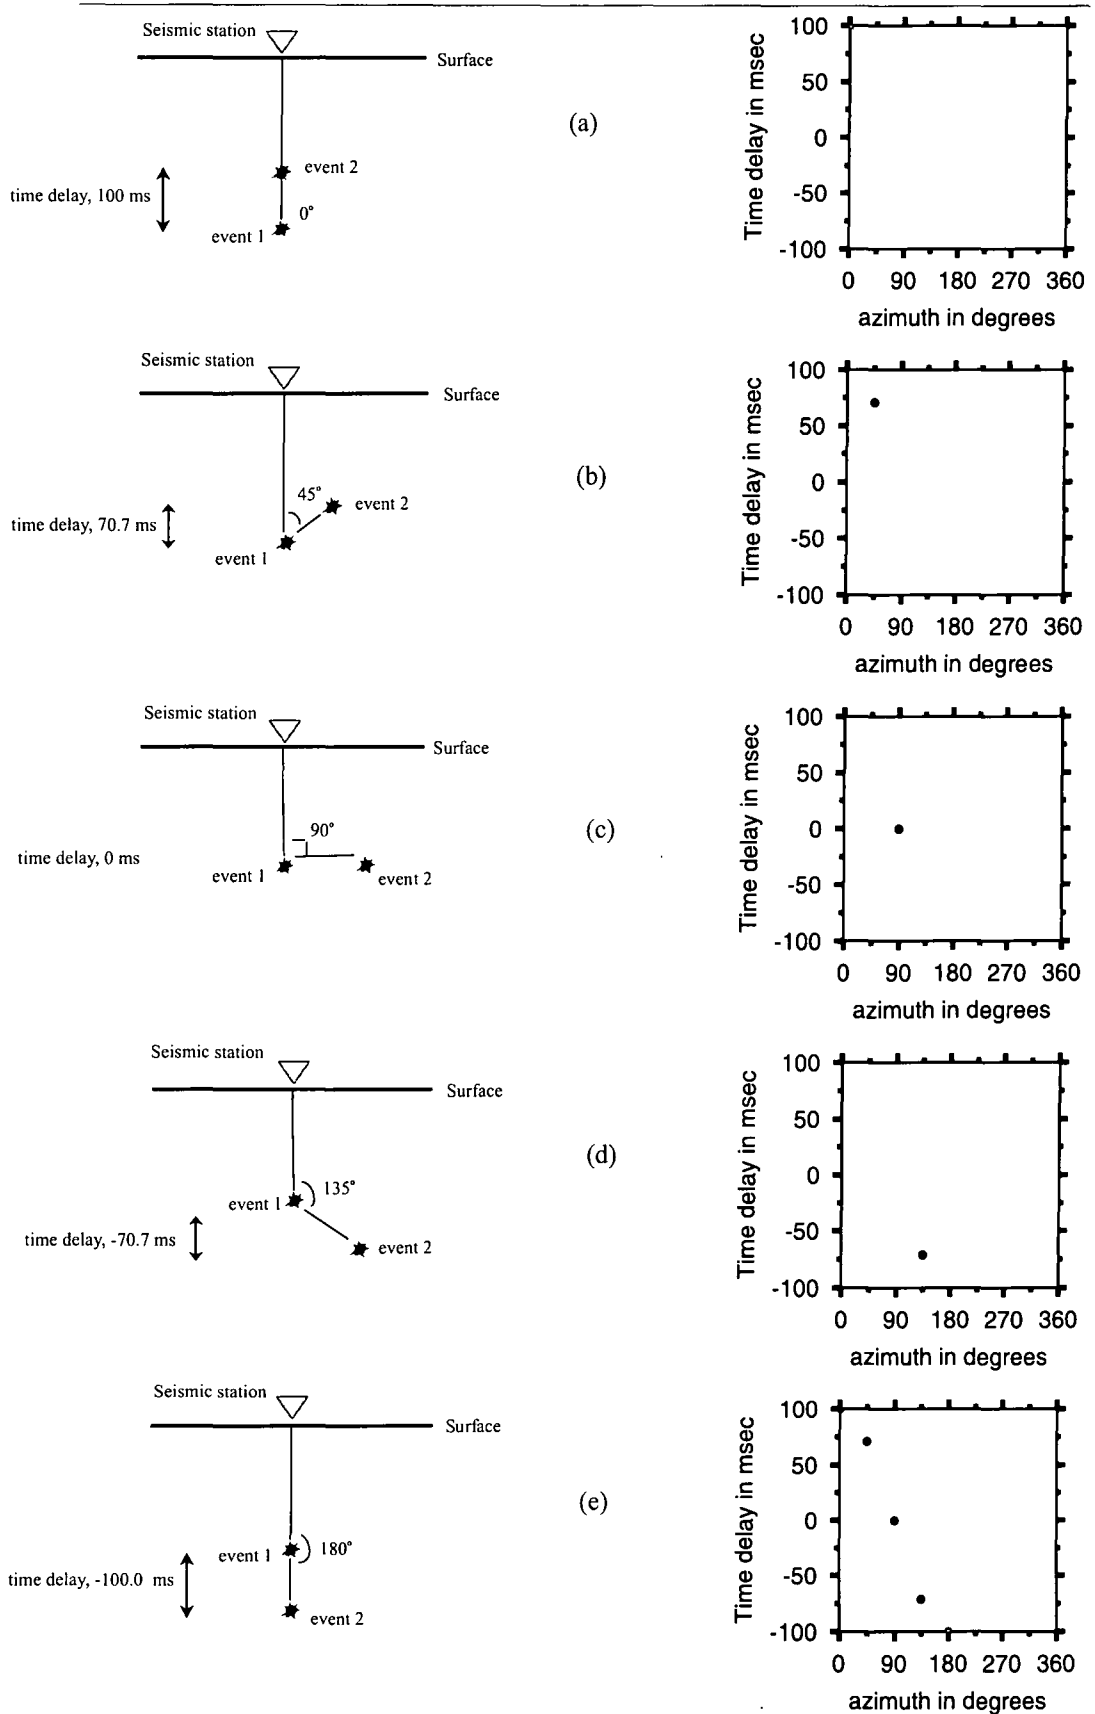 Seismic station
Surface
event 2
time delay, 100 ms
0°
event 1
(a)
Time delay in msec
100
50
0
-50
-100
0 90 180 270 360
azimuth in degrees
Seismic station
Surface
45°
event 2
time delay, 70.7 ms
event 1
(b)
Time delay in msec
100
50
0
-50
-100
0 90 180 270 360
azimuth in degrees
Seismic station
Surface
90°
time delay, 0 ms
event 1
event 2
(c)
Time delay in msec
100
50
0
-50
-100
0 90 180 270 360
azimuth in degrees
Seismic station
Surface
135°
event 1
time delay, -70.7 ms
event 2
(d)
Time delay in msec
100
50
0
-50
-100
0 90 180 270 360
azimuth in degrees
Seismic station
Surface
event 1
180°
time delay, -100.0 ms
event 2
(e)
Time delay in msec
100
50
0
-50
-100
0 90 180 270 360
azimuth in degrees